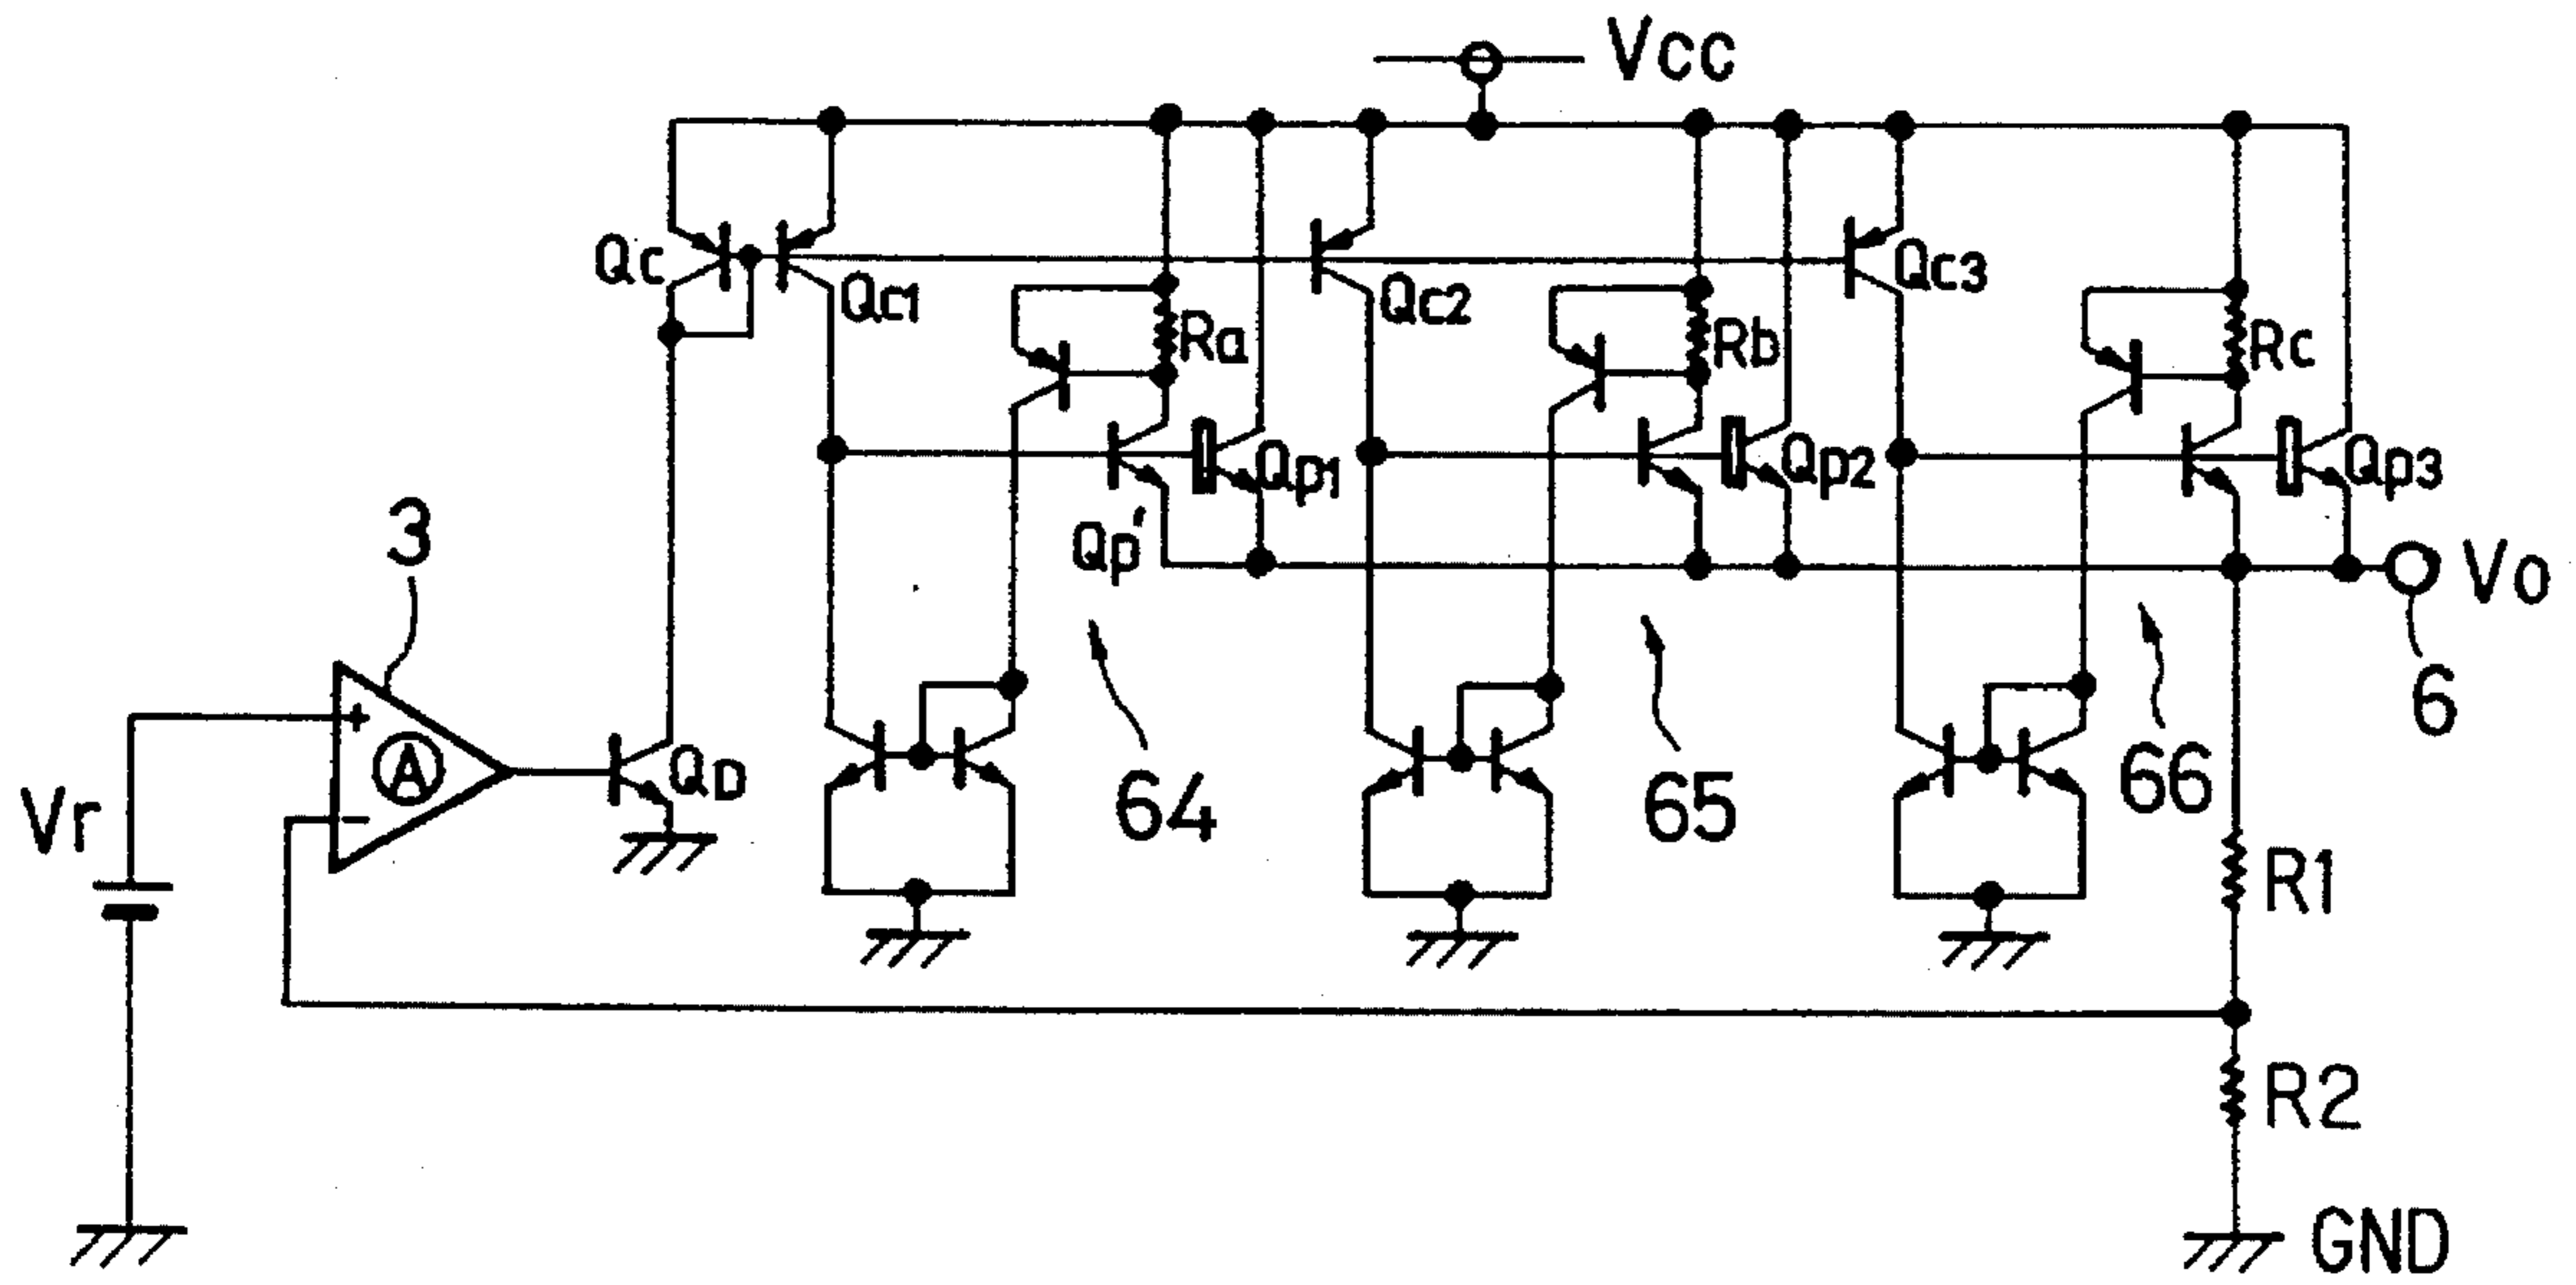 Vcc
Qc
Qc1
Ra
Qc2
Rb
Qc3
Rc
Qp'
Qp1
Qp2
Qp3
3
Vo
6
Vr
+
A
-
QD
64
65
66
R1
R2
GND